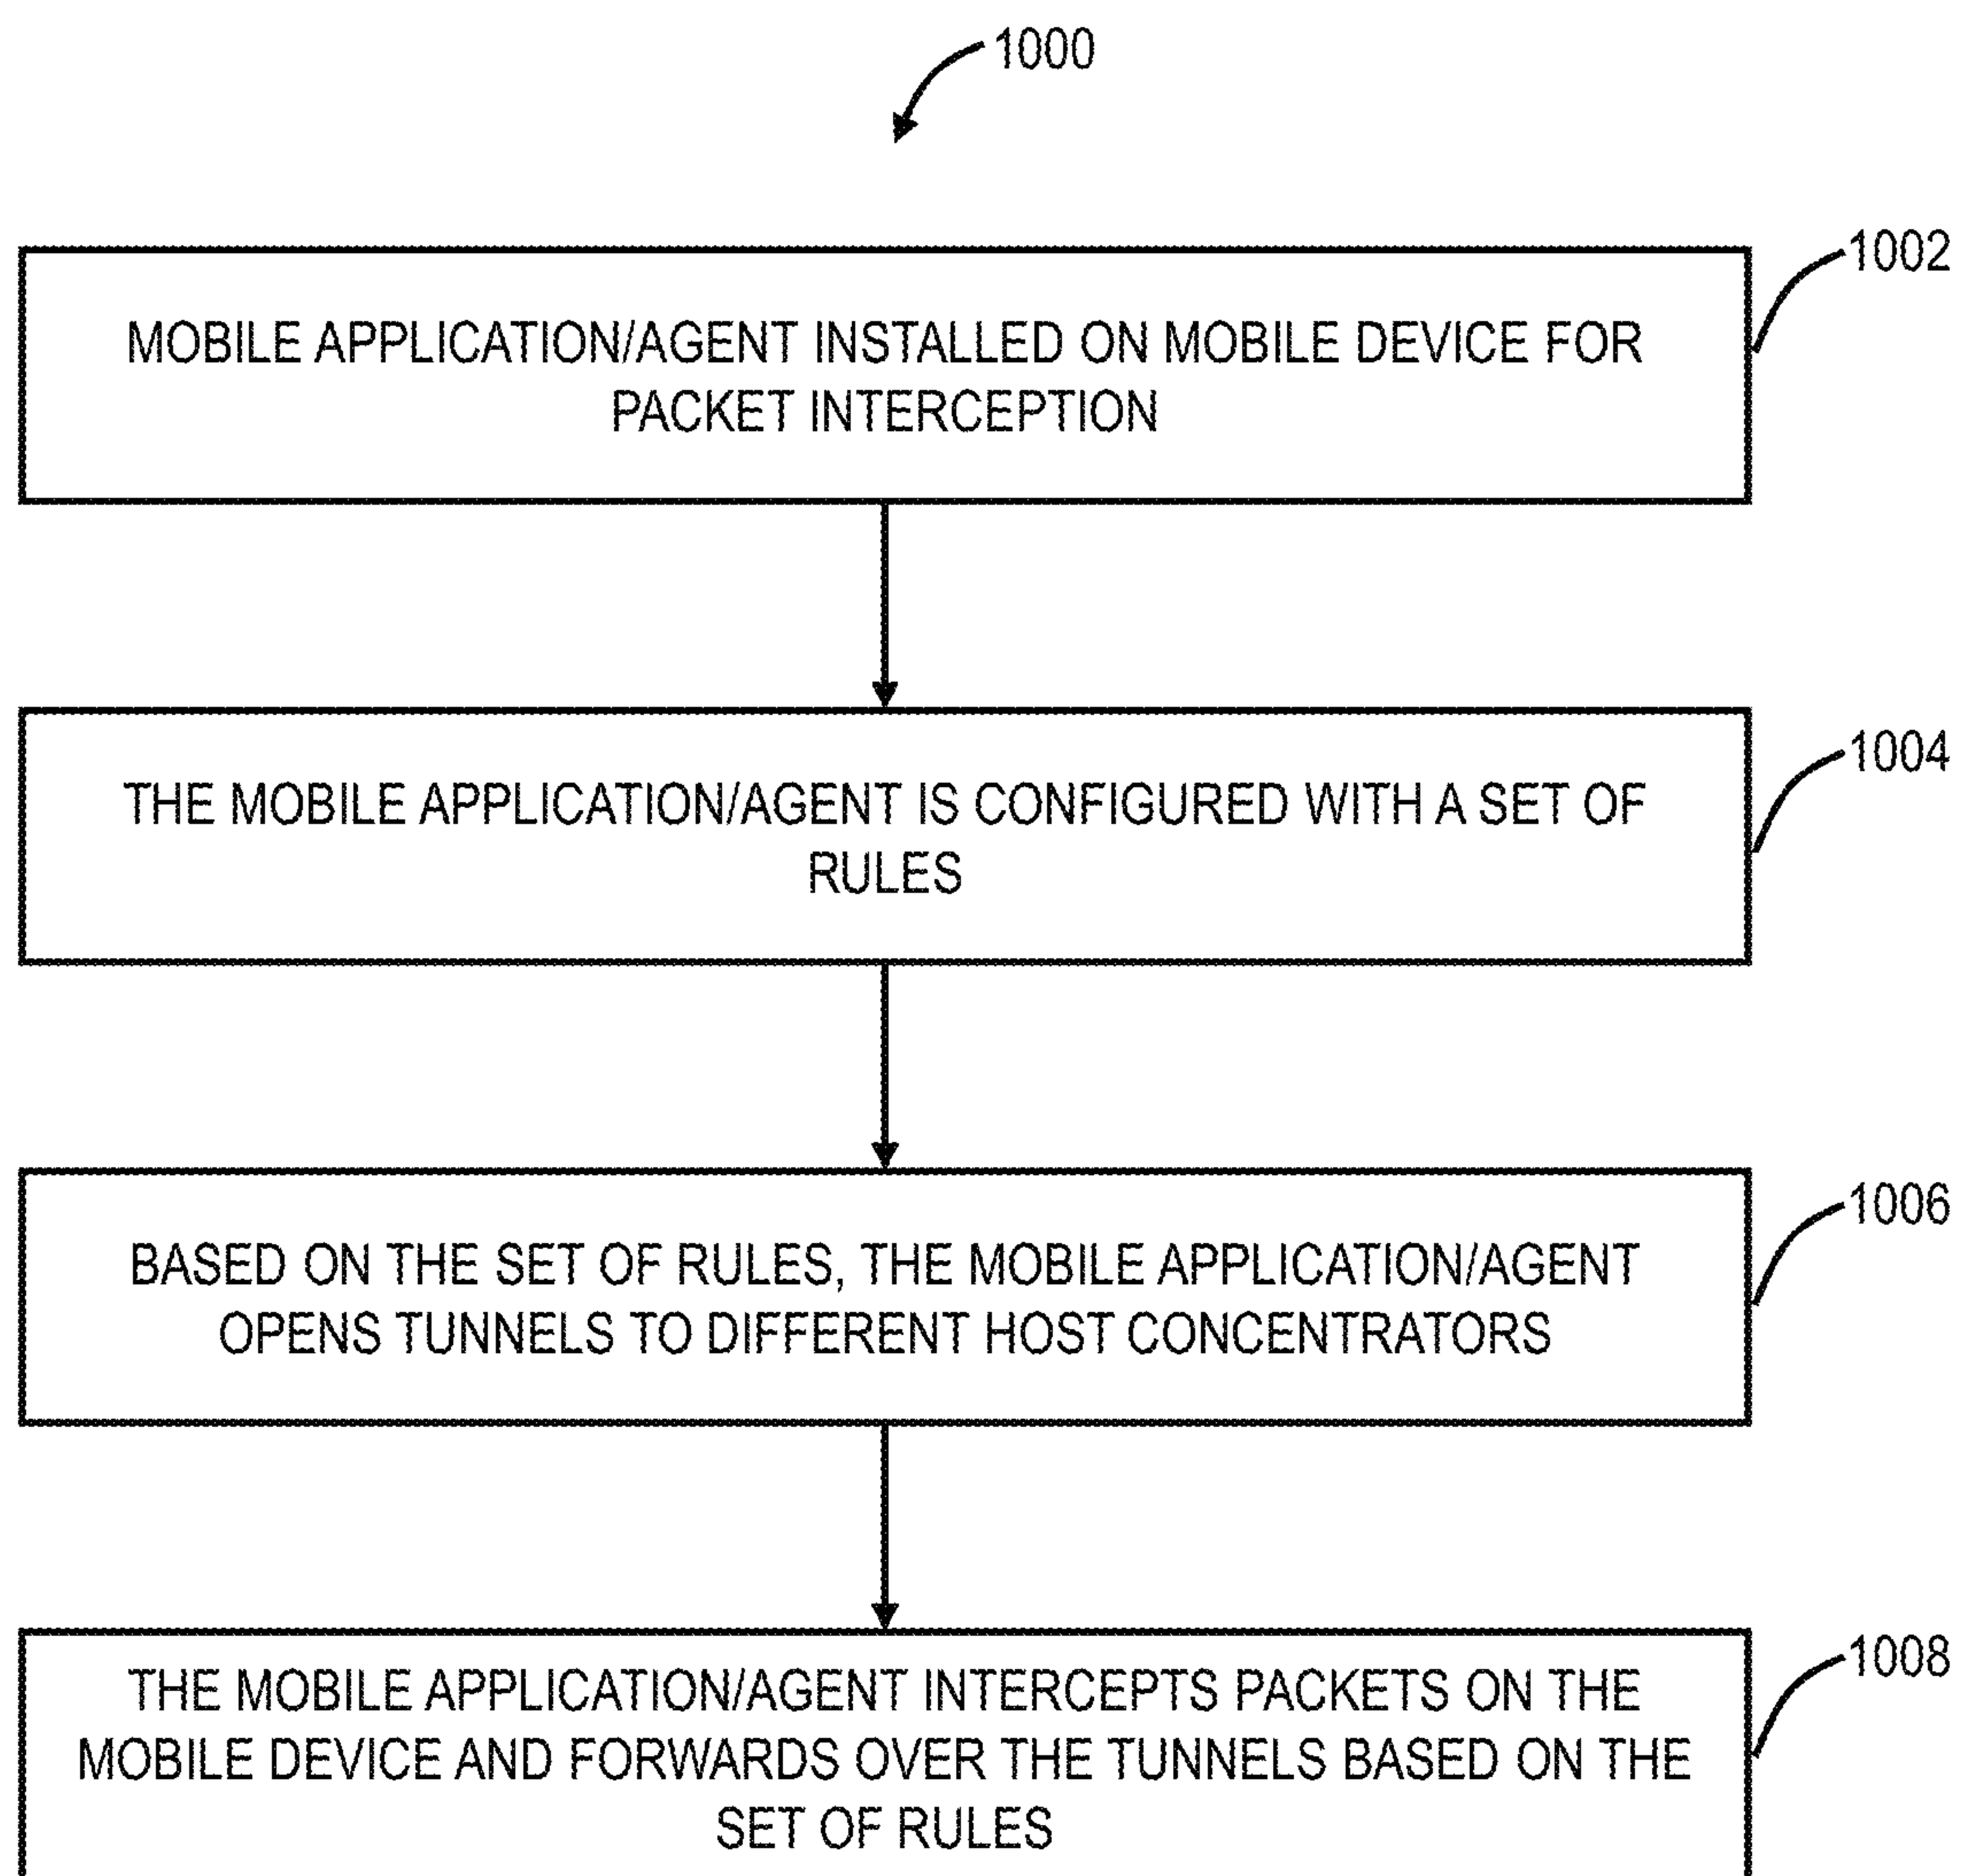 1000
1002
MOBILE APPLICATION/AGENT INSTALLED ON MOBILE DEVICE FOR
PACKET INTERCEPTION
1004
THE MOBILE APPLICATION/AGENT IS CONFIGURED WITH A SET OF
RULES
1006
BASED ON THE SET OF RULES, THE MOBILE APPLICATION/AGENT
OPENS TUNNELS TO DIFFERENT HOST CONCENTRATORS
1008
THE MOBILE APPLICATION/AGENT INTERCEPTS PACKETS ON THE
MOBILE DEVICE AND FORWARDS OVER THE TUNNELS BASED ON THE
SET OF RULES